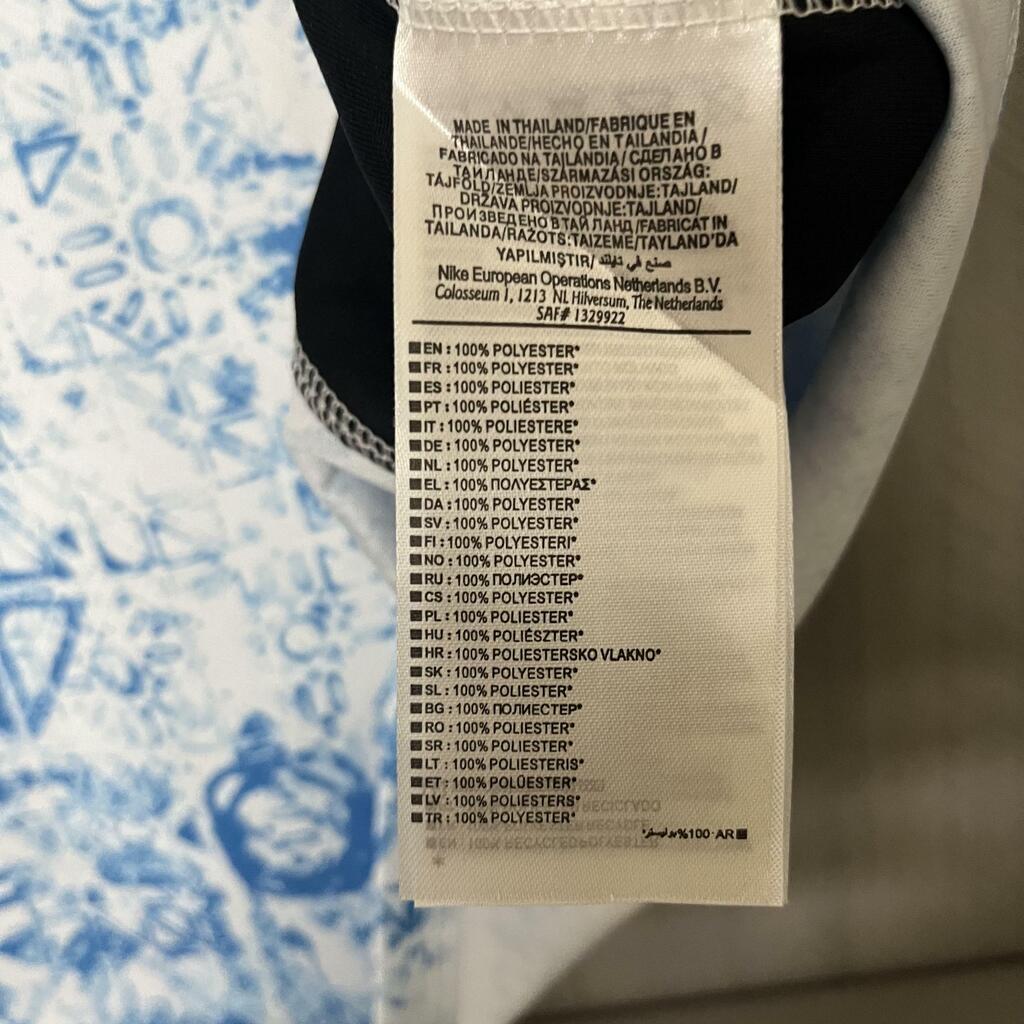 MADE IN THAILAND/FABRIQUE EN
THAILANDE/HECHO EN TAILANDIA/
FABRICADO NA TAILÂNDIA/СДЕЛАНО В
ТАИЛАНДЕ/SZÁRMAZÁSI ORSZÁG:
TÁJFÖLD/ZEMLJA PROIZVODNJE:TAJLAND/
DRŽAVA PROIZVODNJE:TAJLAND/
ПРОИЗВЕДЕНО В ТАЙЛАНД/FABRICAT IN
TAILANDA/RAŽOTS:TAIZEME/TAYLAND'DA
YAPILMIŞTIR/ صنع في تايلند
Nike European Operations Netherlands B.V.
Colosseum 1, 1213 NL Hilversum, The Netherlands
SAF# 1329922
EN : 100% POLYESTER*
FR : 100% POLYESTER*
ES : 100% POLIESTER*
PT : 100% POLIÉSTER*
IT : 100% POLIESTERE*
DE : 100% POLYESTER*
NL : 100% POLYESTER*
EL : 100% ΠΟΛΥΕΣΤΕΡΑΣ*
DA : 100% POLYESTER*
SV : 100% POLYESTER*
FI : 100% POLYESTERI*
NO : 100% POLYESTER*
RU : 100% ПОЛИЭСТЕР*
CS : 100% POLYESTER*
PL : 100% POLIESTER*
HU : 100% POLIÉSZTER*
HR : 100% POLIESTERSKO VLAKNO*
SK : 100% POLYESTER*
SL : 100% POLIESTER*
BG : 100% ПОЛИЕСТЕР*
RO : 100% POLIESTER*
SR : 100% POLIESTER*
LT : 100% POLIESTERIS*
ET : 100% POLÜESTER*
LV : 100% POLIESTERS*
TR : 100% POLYESTER*
AR: 100% بوليستر*